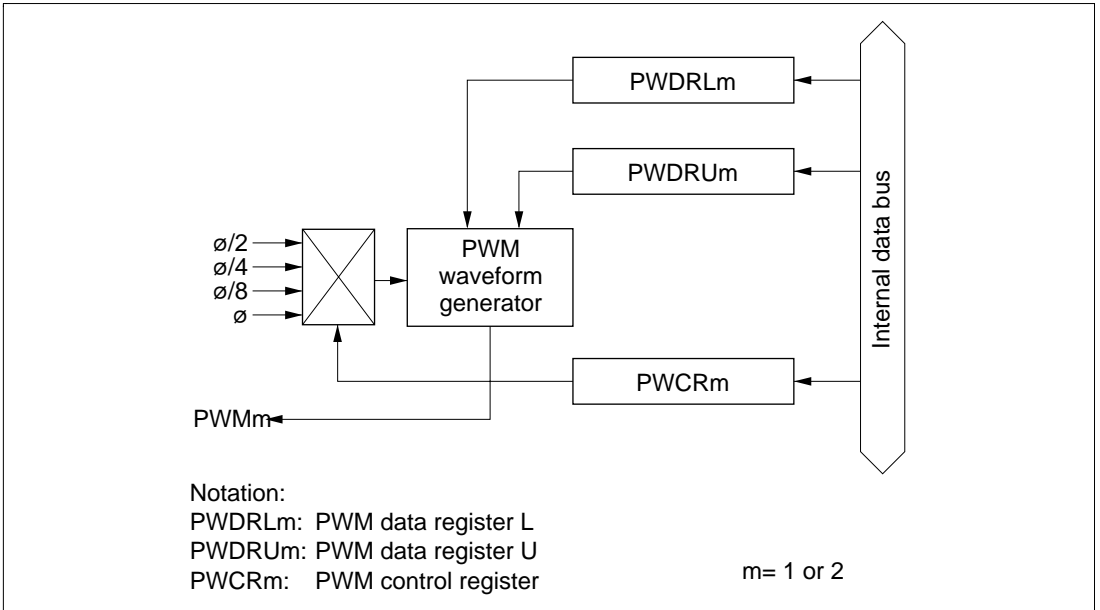 PWDRLm
PWDRUm
Internal data bus
ø/2
ø/4
ø/8
ø
PWM
waveform
generator
PWCRm
PWMm
Notation:
PWDRLm: PWM data register L
PWDRUm: PWM data register U
PWCRm: PWM control register
m= 1 or 2